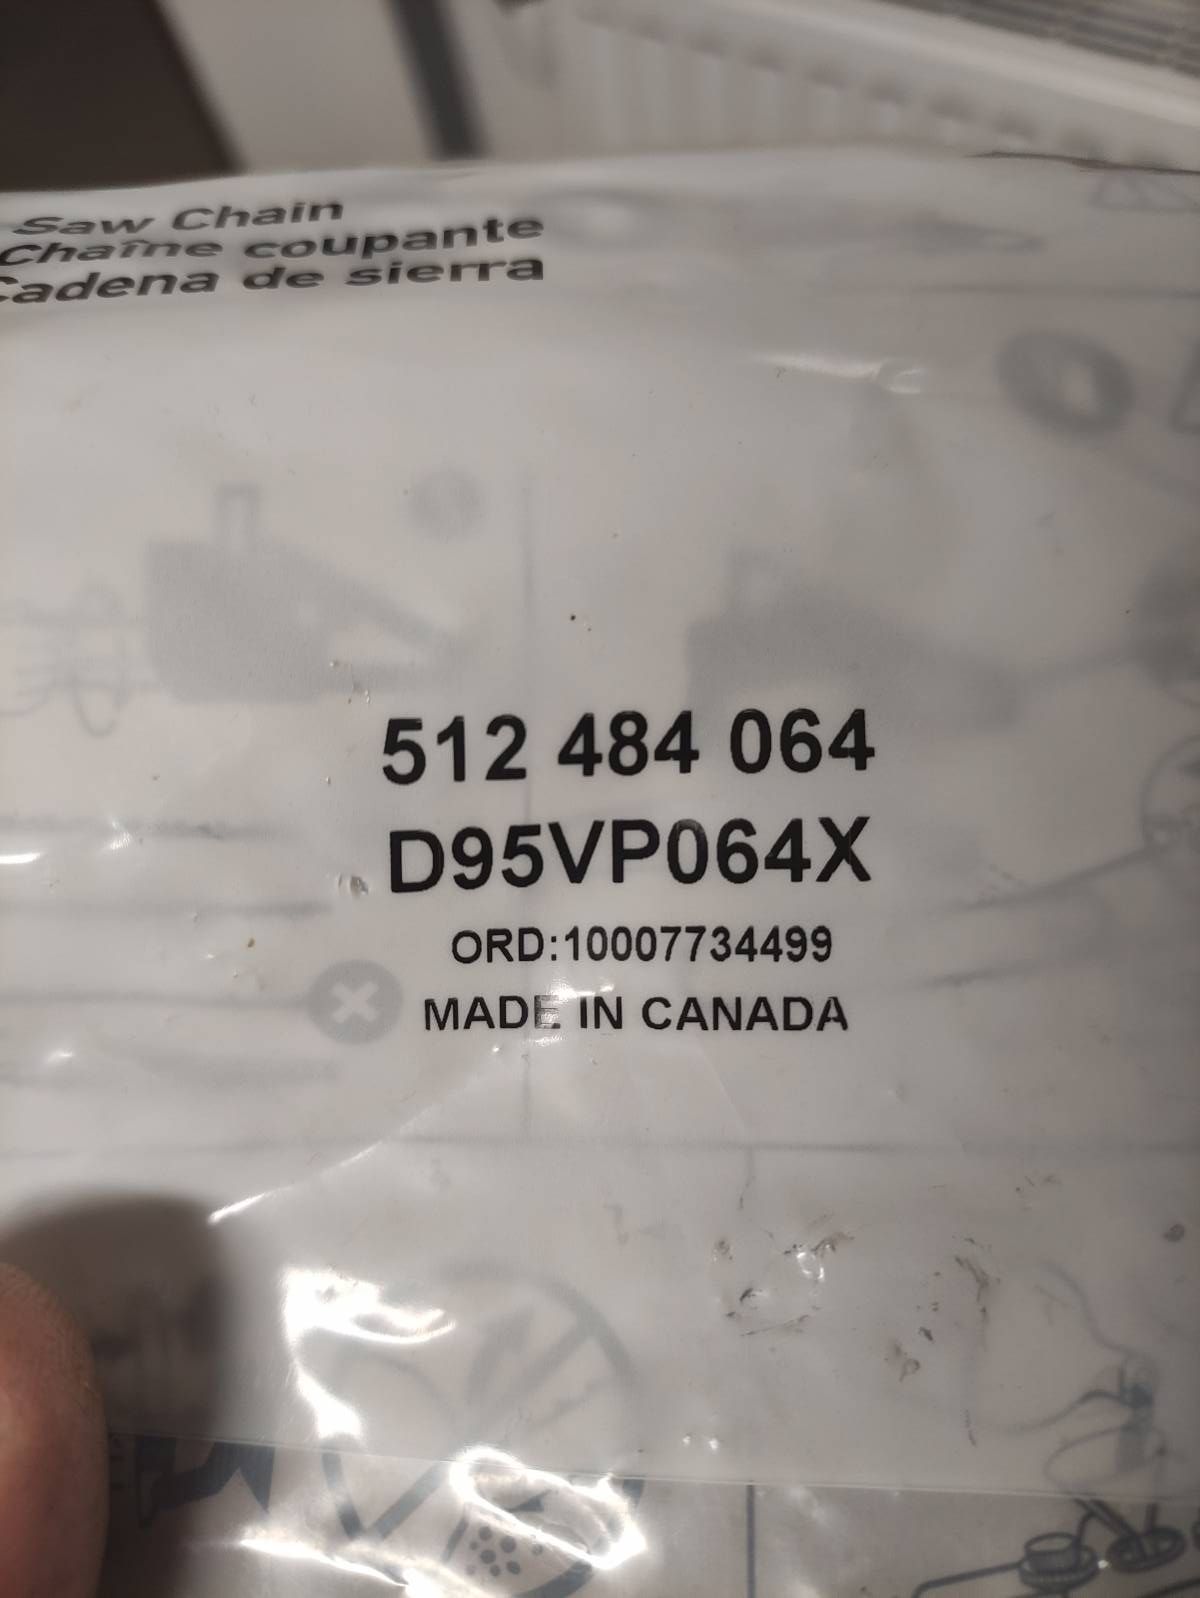 Saw Chain
Chaîne coupante
Cadena de sierra
512 484 064
D95VP064X
ORD:10007734499
MADE IN CANADA